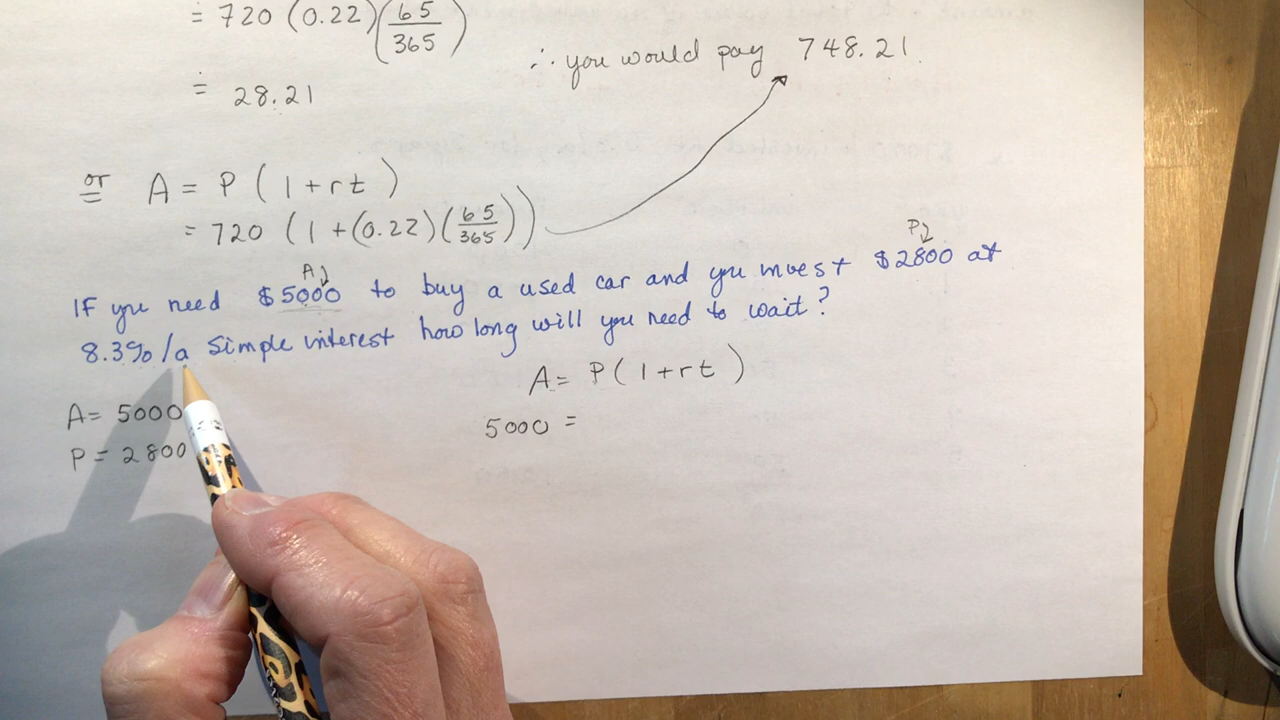 ≐ 720 (0.22)(65/365)
≐ 28.21
∴ you would pay 748.21.
or A = P (1+rt)
= 720 (1+(0.22)(65/365))
A P
IF you need $5000 to buy a used car and you invest $2800 at
8.3%/a simple interest how long will you need to wait?
A = P(1+rt)
A= 5000
5000 =
P = 2800